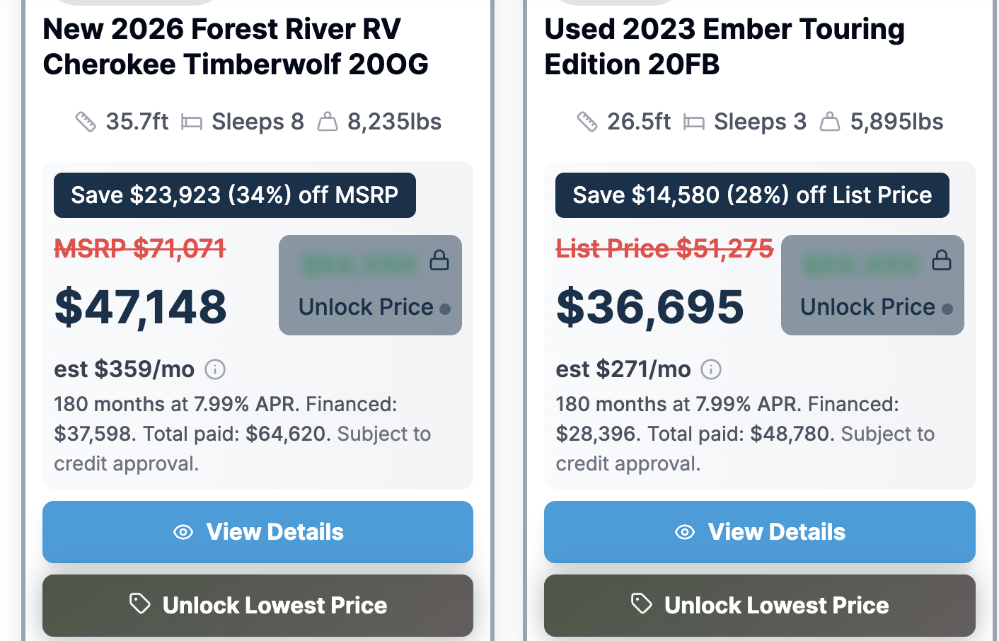 New 2026 Forest River RV
Cherokee Timberwolf 20OG
35.7ft Sleeps 8 8,235lbs
Save $23,923 (34%) off MSRP
MSRP $71,071
$47,148
Unlock Price
est $359/mo
180 months at 7.99% APR. Financed:
$37,598. Total paid: $64,620. Subject to
credit approval.
View Details
Unlock Lowest Price
Used 2023 Ember Touring
Edition 20FB
26.5ft Sleeps 3 5,895lbs
Save $14,580 (28%) off List Price
List Price $51,275
$36,695
Unlock Price
est $271/mo
180 months at 7.99% APR. Financed:
$28,396. Total paid: $48,780. Subject to
credit approval.
View Details
Unlock Lowest Price